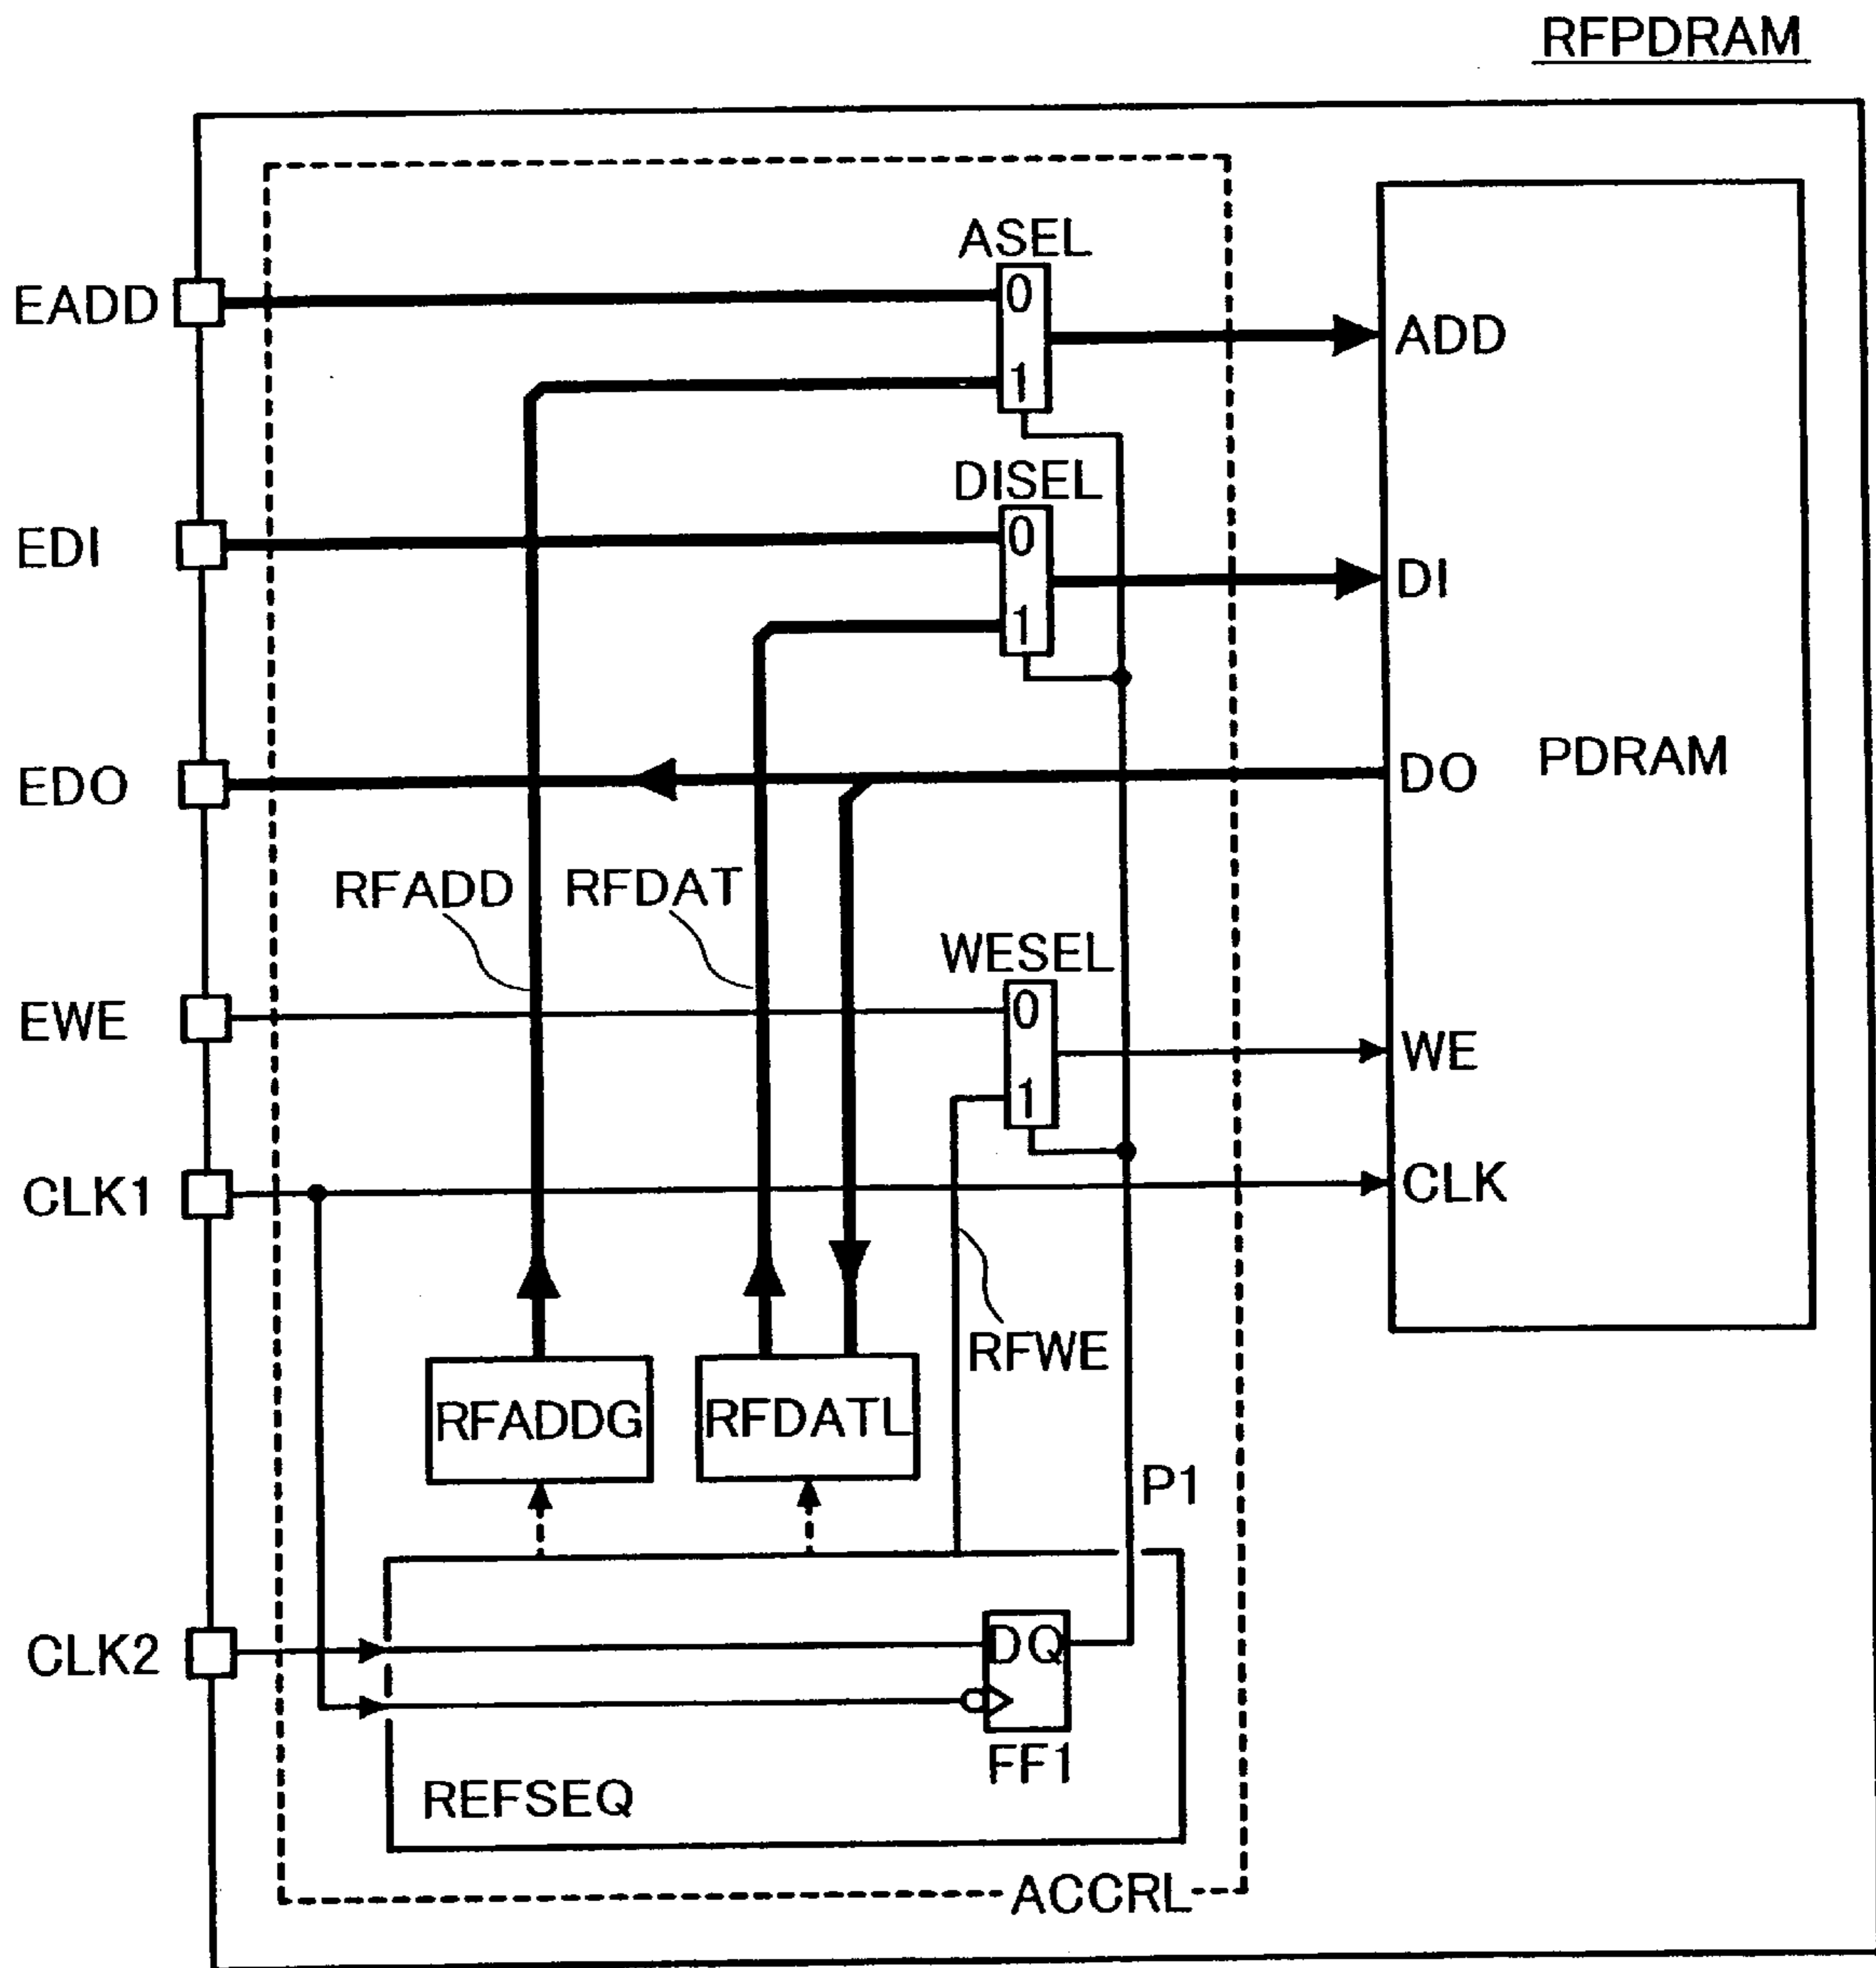 RFPDRAM
ASEL
EADD
0
ADD
1
DISEL
EDI
0
DI
1
EDO
DO
PDRAM
RFADD
RFDAT
WESEL
EWE
0
WE
1
CLK1
CLK
RFWE
RFADDG
RFDATL
P1
CLK2
DQ
FF1
REFSEQ
ACCRL